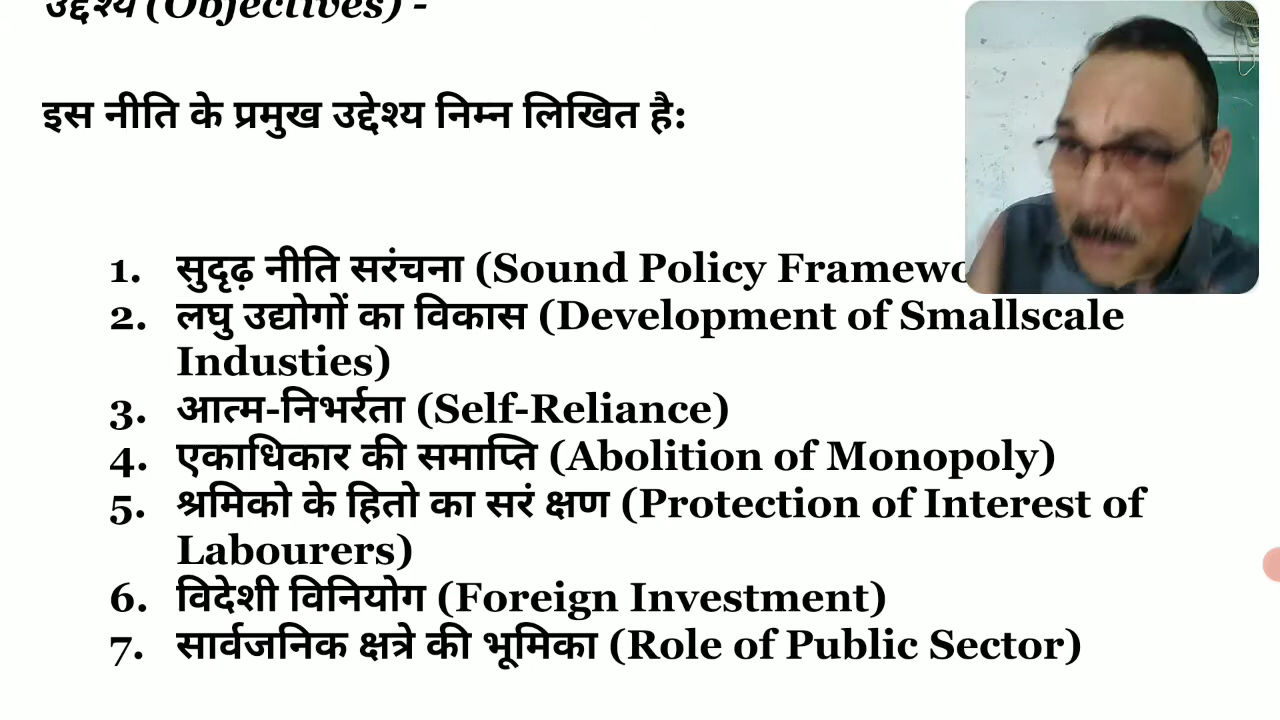 उद्देश्य (Objectives) -
इस नीति के प्रमुख उद्देश्य निम्न लिखित है:
1. सुदृढ़ नीति सरंचना (Sound Policy
2. लघु उद्योगों का विकास (Development of Smallscale
Industies)
3. आत्म-निभर्रता (Self-Reliance)
4. एकाधिकार की समाप्ति (Abolition of Monopoly)
5. श्रमिको के हितो का सरं क्षण (Protection of Interest of
Labourers)
6. विदेशी विनियोग (Foreign Investment)
7. सार्वजनिक क्षत्रे की भूमिका (Role of Public Sector)